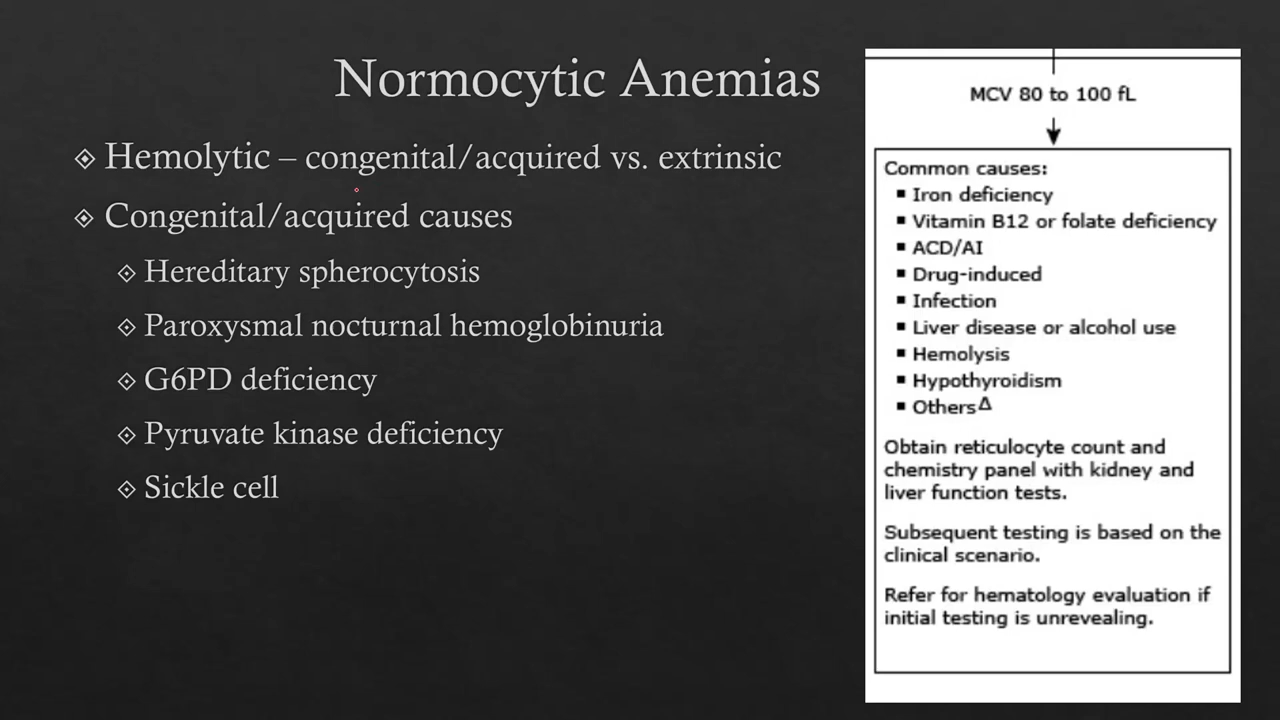 Normocytic Anemias
Hemolytic – congenital/acquired vs. extrinsic
Congenital/acquired causes
Hereditary spherocytosis
Paroxysmal nocturnal hemoglobinuria
G6PD deficiency
Pyruvate kinase deficiency
Sickle cell
MCV 80 to 100 fL
Common causes:
▪ Iron deficiency
▪ Vitamin B12 or folate deficiency
▪ ACD/AI
▪ Drug-induced
▪ Infection
▪ Liver disease or alcohol use
▪ Hemolysis
▪ Hypothyroidism
▪ Others Δ
Obtain reticulocyte count and
chemistry panel with kidney and
liver function tests.
Subsequent testing is based on the
clinical scenario.
Refer for hematology evaluation if
initial testing is unrevealing.